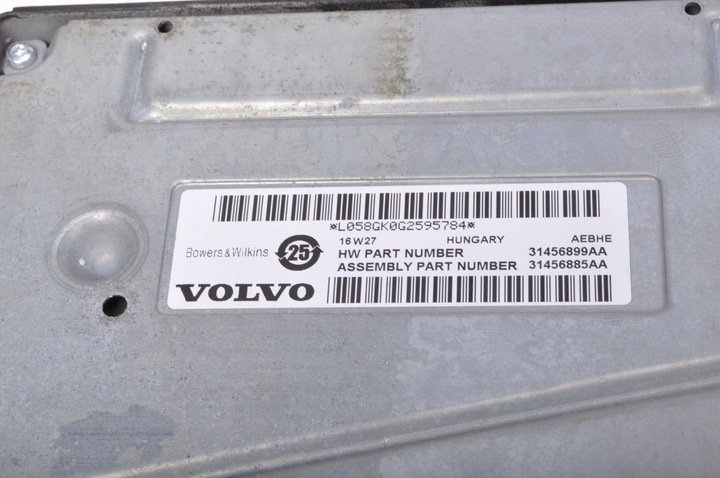 *L058GK0G2595784*
16W27 HUNGARY AEBHE
Bowers & Wilkins 25 HW PART NUMBER 31456899AA
ASSEMBLY PART NUMBER 31456885AA
VOLVO